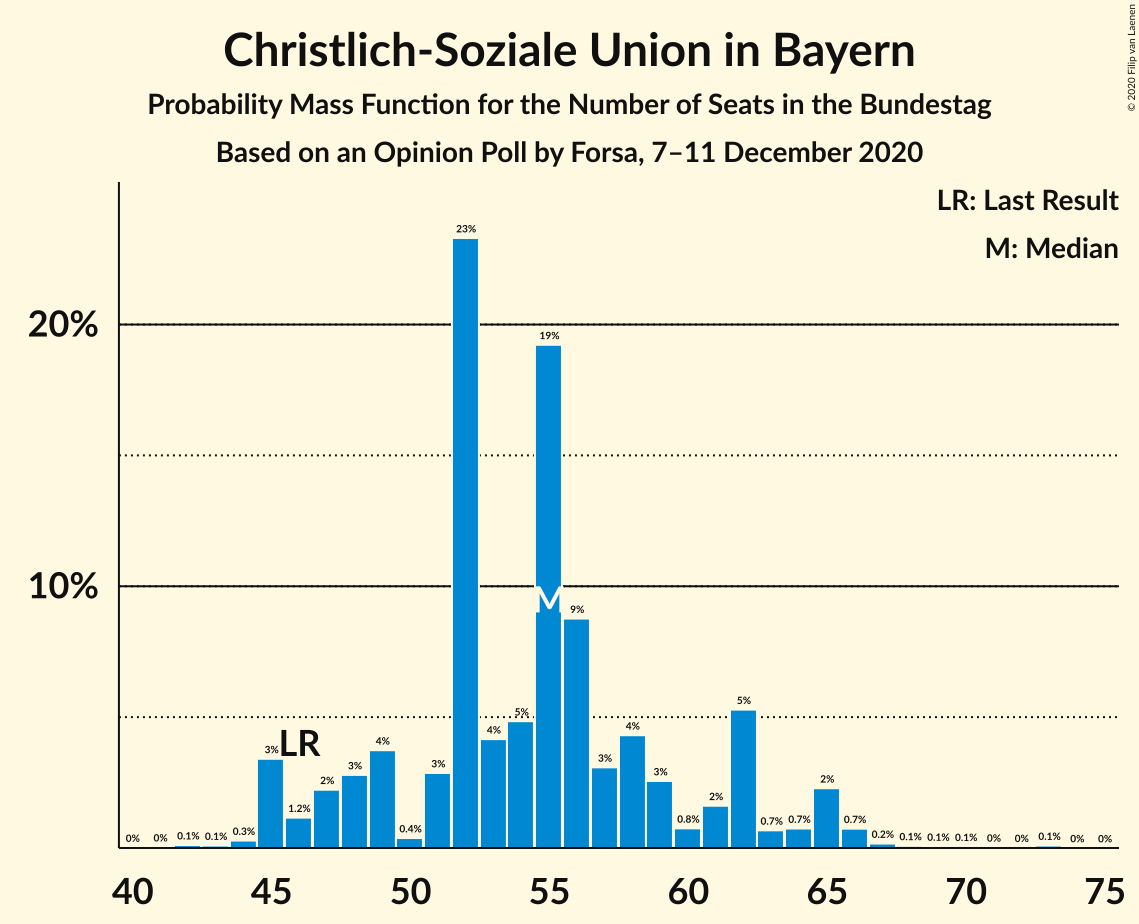 Christlich-Soziale Union in Bayern
Probability Mass Function for the Number of Seats in the Bundestag
Based on an Opinion Poll by Forsa, 7–11 December 2020
© 2020 Filip van Laenen
LR: Last Result
M: Median
20%
10%
0% 0% 0.1% 0.1% 0.3% 3% 1.2% 2% 3% 4% 0.4% 3% 23% 4% 5% 19% 9% 3% 4% 3% 0.8% 2% 5% 0.7% 0.7% 2% 0.7% 0.2% 0.1% 0.1% 0.1% 0% 0% 0.1% 0% 0%
LR
M
40 45 50 55 60 65 70 75